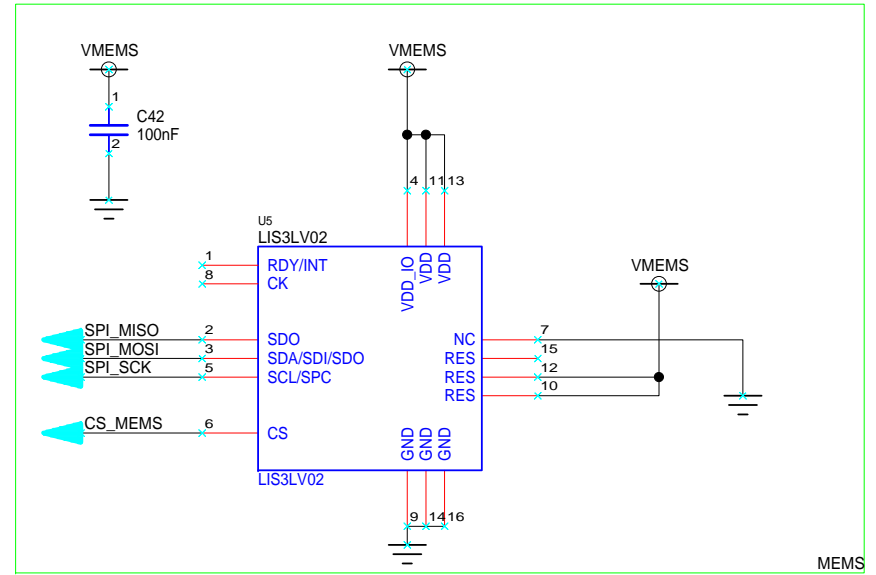 VMEMS
VMEMS
1
C42
100nF
2
4
11
13
U5
LIS3LV02
1
RDY/INT
8
CK
VDD_IO
VDD
VDD
VMEMS
SPI_MISO
2
SDO
NC
7
SPI_MOSI
3
SDA/SDI/SDO
RES
15
SPI_SCK
5
SCL/SPC
RES
12
RES
10
CS_MEMS
6
CS
GND
GND
GND
LIS3LV02
9
14
16
MEMS